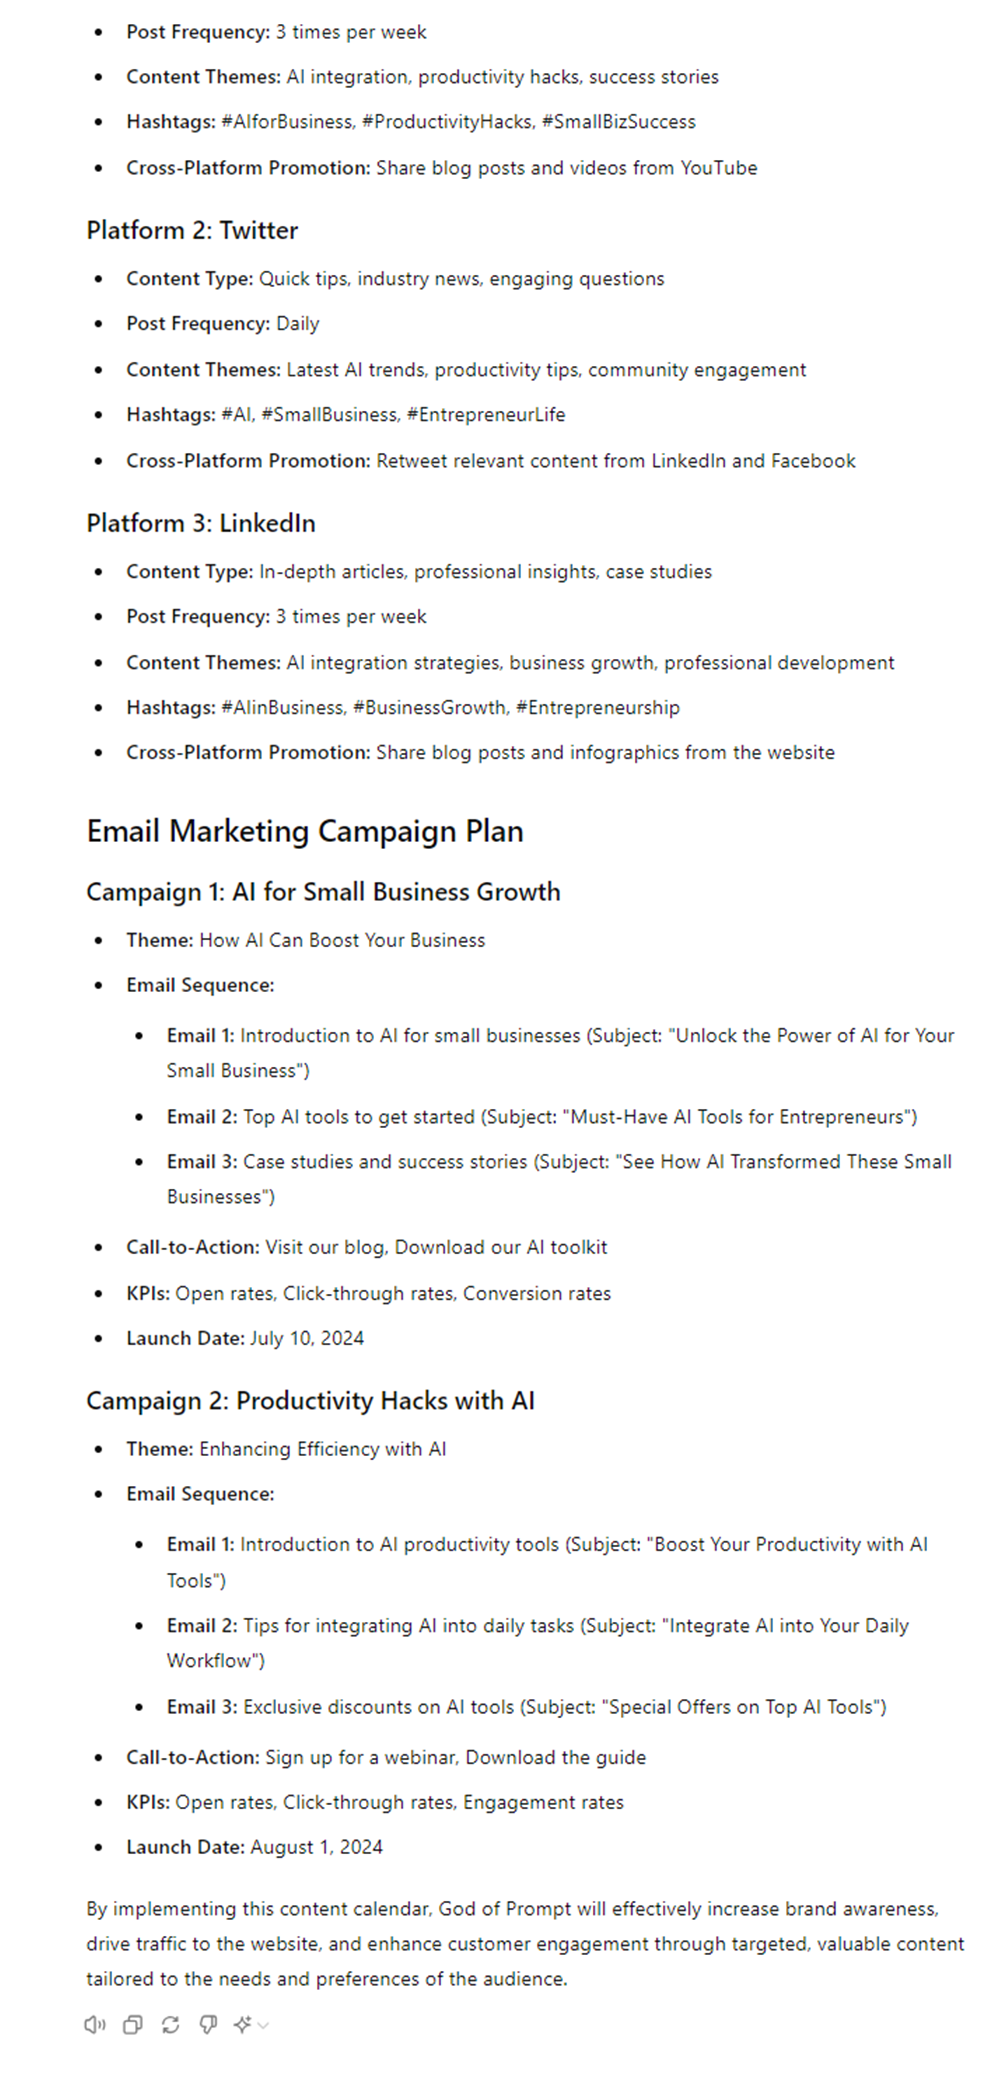 Post Frequency: 3 times per week
Content Themes: AI integration, productivity hacks, success stories
Hashtags: #AIforBusiness, #ProductivityHacks, #SmallBizSuccess
Cross-Platform Promotion: Share blog posts and videos from YouTube
Platform 2: Twitter
Content Type: Quick tips, industry news, engaging questions
Post Frequency: Daily
Content Themes: Latest AI trends, productivity tips, community engagement
Hashtags: #AI, #SmallBusiness, #EntrepreneurLife
Cross-Platform Promotion: Retweet relevant content from LinkedIn and Facebook
Platform 3: LinkedIn
Content Type: In-depth articles, professional insights, case studies
Post Frequency: 3 times per week
Content Themes: AI integration strategies, business growth, professional development
Hashtags: #AIinBusiness, #BusinessGrowth, #Entrepreneurship
Cross-Platform Promotion: Share blog posts and infographics from the website
Email Marketing Campaign Plan
Campaign 1: AI for Small Business Growth
Theme: How AI Can Boost Your Business
Email Sequence:
Email 1: Introduction to AI for small businesses (Subject: "Unlock the Power of AI for Your
Small Business")
Email 2: Top AI tools to get started (Subject: "Must-Have AI Tools for Entrepreneurs")
Email 3: Case studies and success stories (Subject: "See How AI Transformed These Small
Businesses")
Call-to-Action: Visit our blog, Download our AI toolkit
KPIs: Open rates, Click-through rates, Conversion rates
Launch Date: July 10, 2024
Campaign 2: Productivity Hacks with AI
Theme: Enhancing Efficiency with AI
Email Sequence:
Email 1: Introduction to AI productivity tools (Subject: "Boost Your Productivity with AI
Tools")
Email 2: Tips for integrating AI into daily tasks (Subject: "Integrate AI into Your Daily
Workflow")
Email 3: Exclusive discounts on AI tools (Subject: "Special Offers on Top AI Tools")
Call-to-Action: Sign up for a webinar, Download the guide
KPIs: Open rates, Click-through rates, Engagement rates
Launch Date: August 1, 2024
By implementing this content calendar, God of Prompt will effectively increase brand awareness,
drive traffic to the website, and enhance customer engagement through targeted, valuable content
tailored to the needs and preferences of the audience.